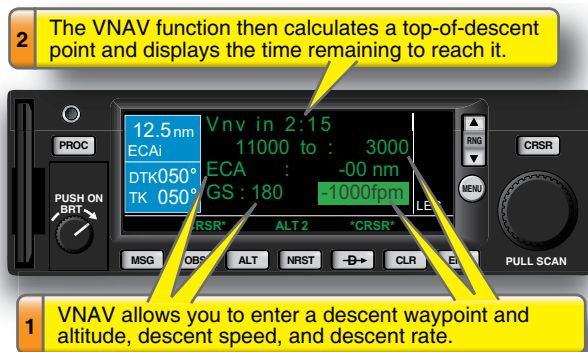 2 The VNAV function then calculates a top-of-descent
point and displays the time remaining to reach it.
PROC
PUSH ON
BRT
12.5nm
ECAi
DTK050°
TK 050°
Vnv in 2:15
11000 to : 3000
ECA : -00 nm
GS : 180 -1000fpm
CRSR* ALT 2 *CRSR*
RNG
MENU
CRSR
PULL SCAN
MSG OBS ALT NRST D CLR
1 VNAV allows you to enter a descent waypoint and
altitude, descent speed, and descent rate.